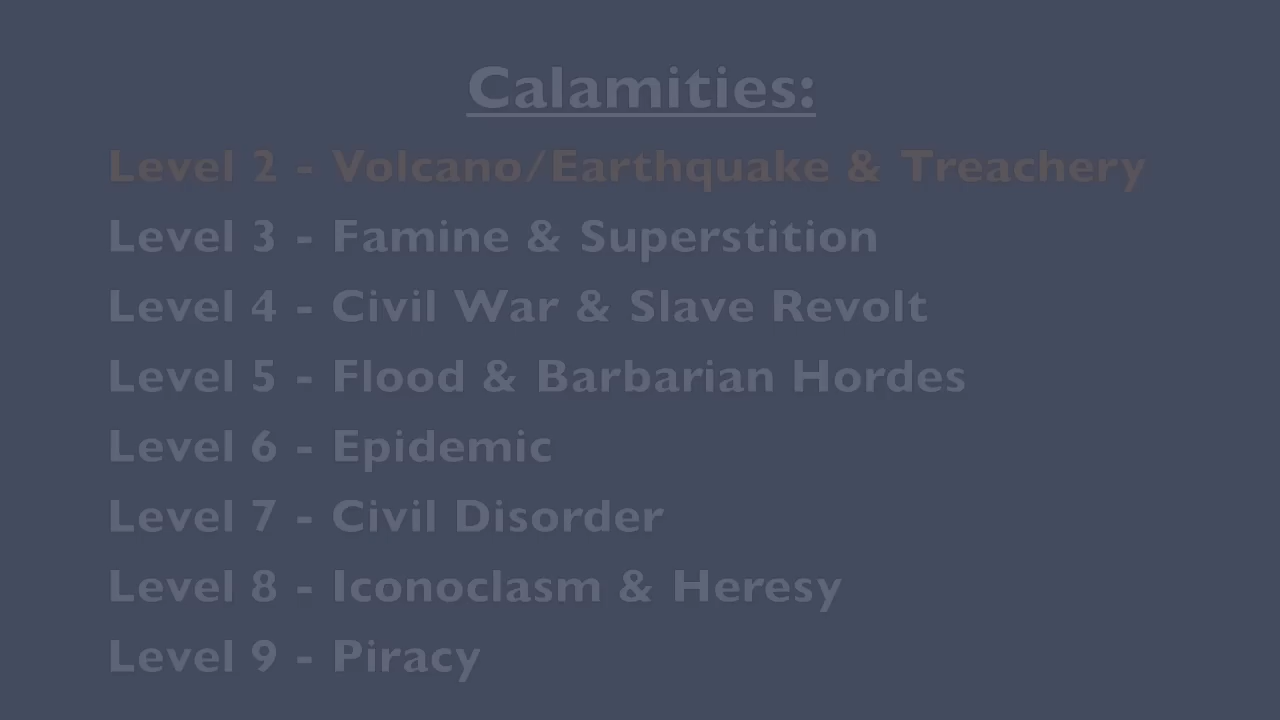 Calamities:
Level 2 - Volcano/Earthquake & Treachery
Level 3 - Famine & Superstition
Level 4 - Civil War & Slave Revolt
Level 5 - Flood & Barbarian Hordes
Level 6 - Epidemic
Level 7 - Civil Disorder
Level 8 - Iconoclasm & Heresy
Level 9 - Piracy